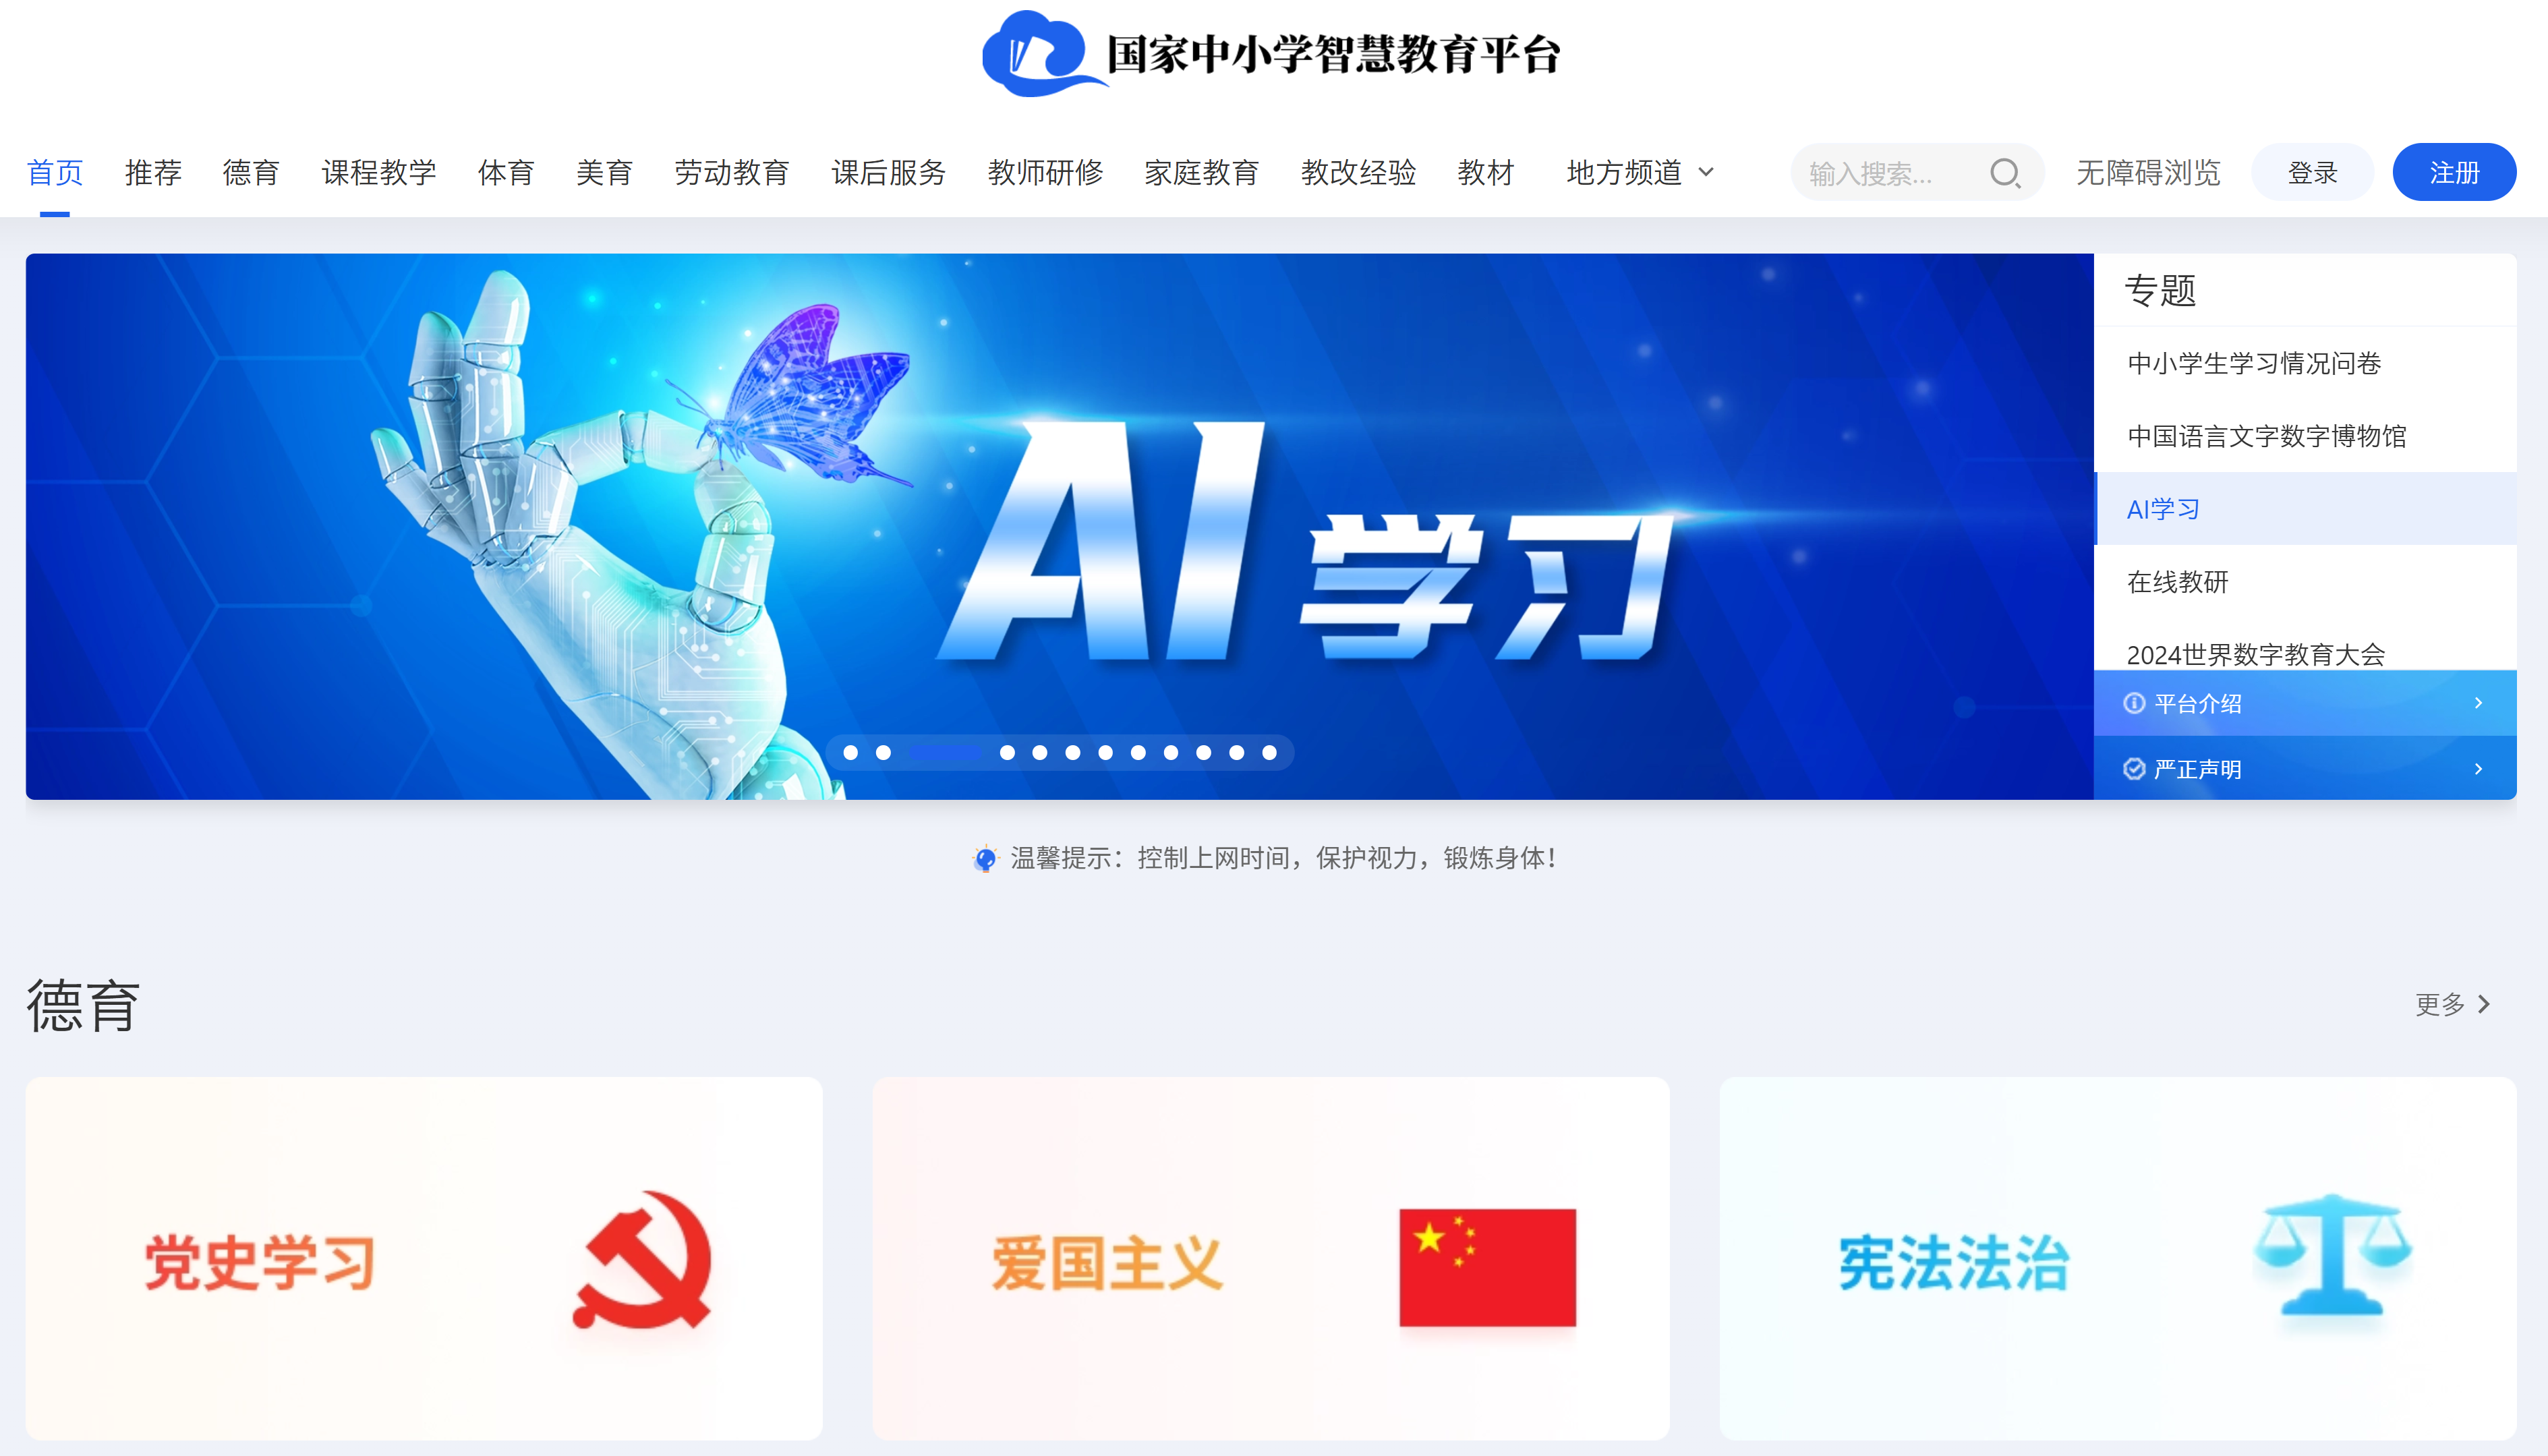 国家中小学智慧教育平台
首页 推荐 德育 课程教学 体育 美育 劳动教育 课后服务 教师研修 家庭教育 教改经验 教材 地方频道 输入搜索... 无障碍浏览 登录 注册
AI学习
专题
中小学生学习情况问卷
中国语言文字数字博物馆
AI学习
在线教研
2024世界数字教育大会
平台介绍
严正声明
温馨提示：控制上网时间，保护视力，锻炼身体！
德育 更多
党史学习 爱国主义 宪法法治